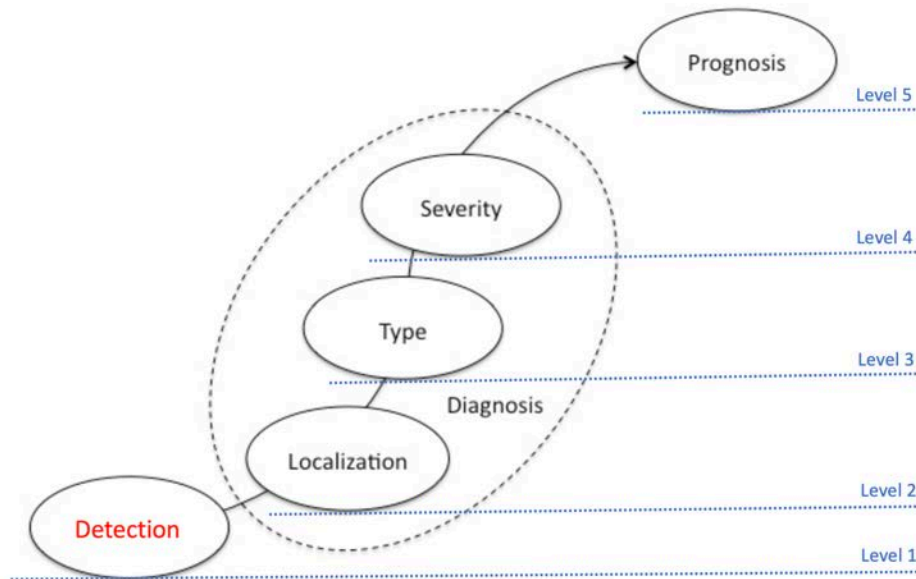 Prognosis
Level 5
Severity
Level 4
Type
Level 3
Diagnosis
Localization
Level 2
Detection
Level 1